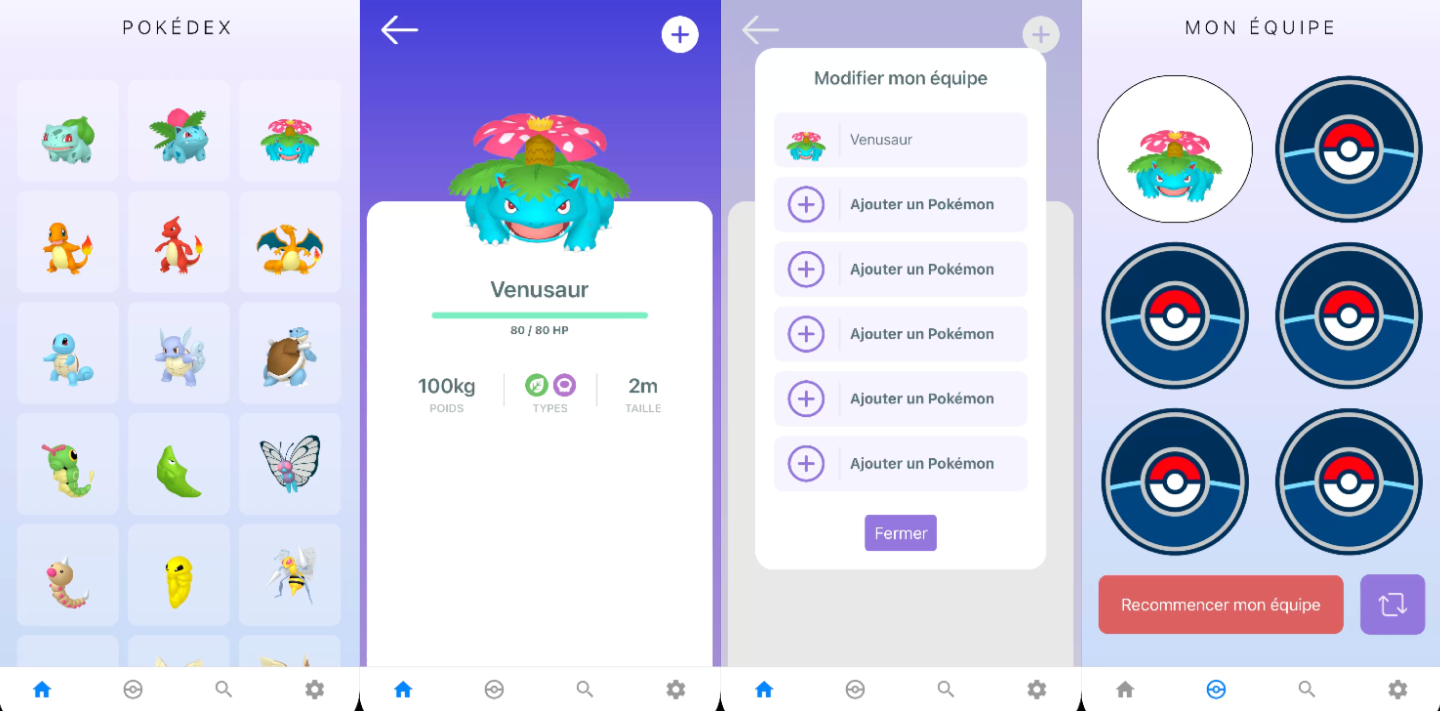 POKÉDEX
Venusaur
80 / 80 HP
100kg
POIDS
TYPES
2m
TAILLE
Modifier mon équipe
Venusaur
Ajouter un Pokémon
Ajouter un Pokémon
Ajouter un Pokémon
Ajouter un Pokémon
Ajouter un Pokémon
Fermer
MON ÉQUIPE
Recommencer mon équipe